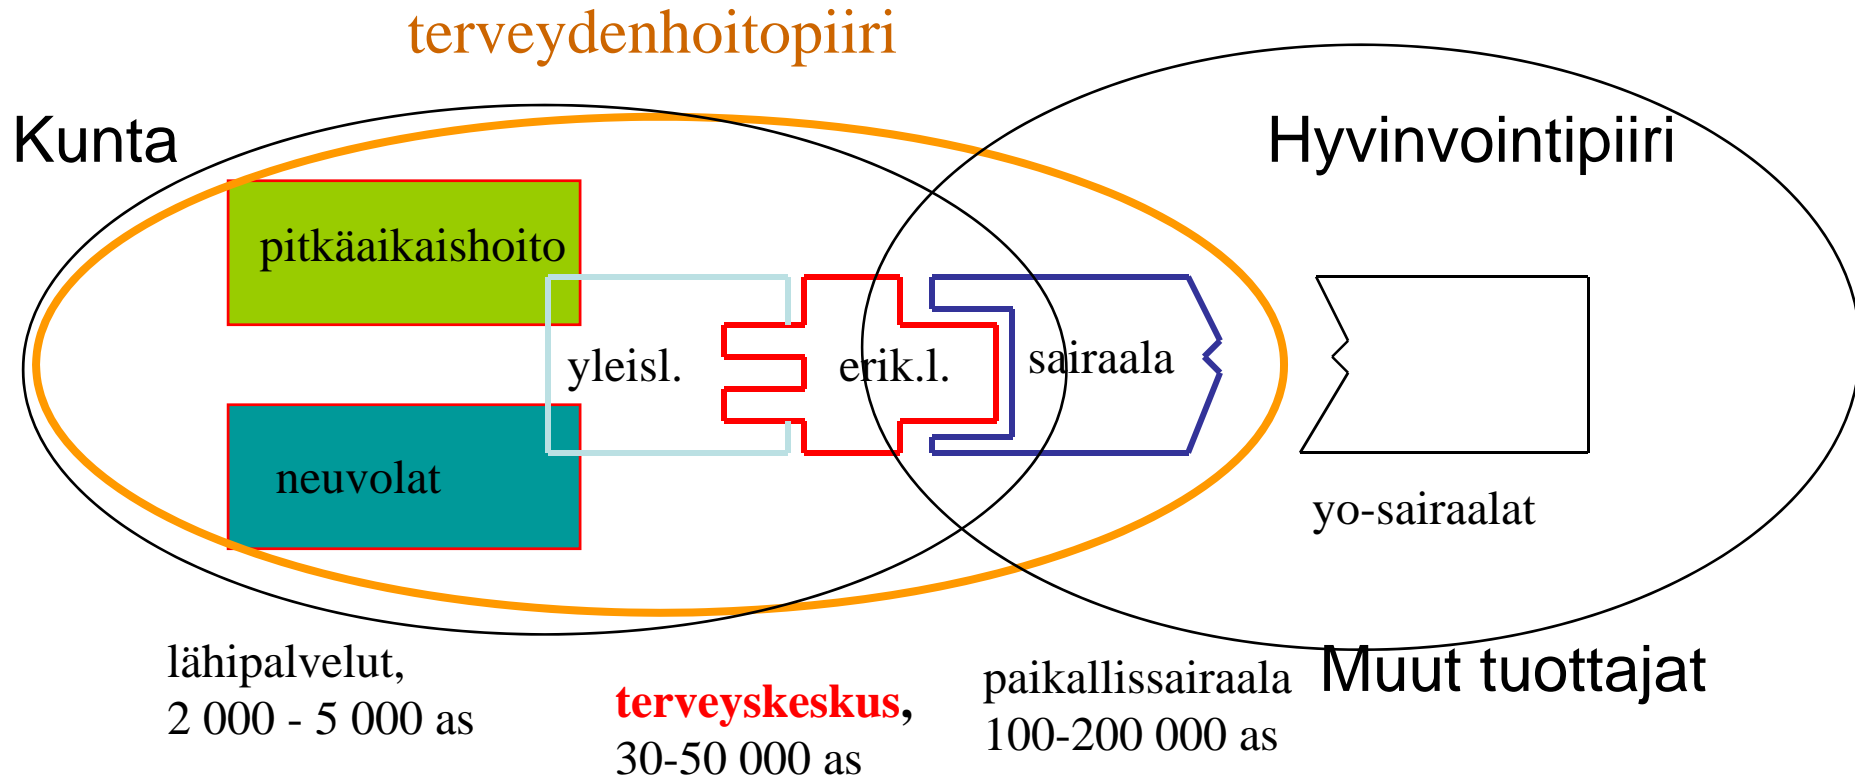 terveydenhoitopiiri
Kunta
Hyvinvointipiiri
pitkäaikaishoito
yleisl.
erik.l.
sairaala
neuvolat
yo-sairaalat
lähipalvelut,
2 000 - 5 000 as
terveyskeskus,
30-50 000 as
paikallissairaala
100-200 000 as
Muut tuottajat